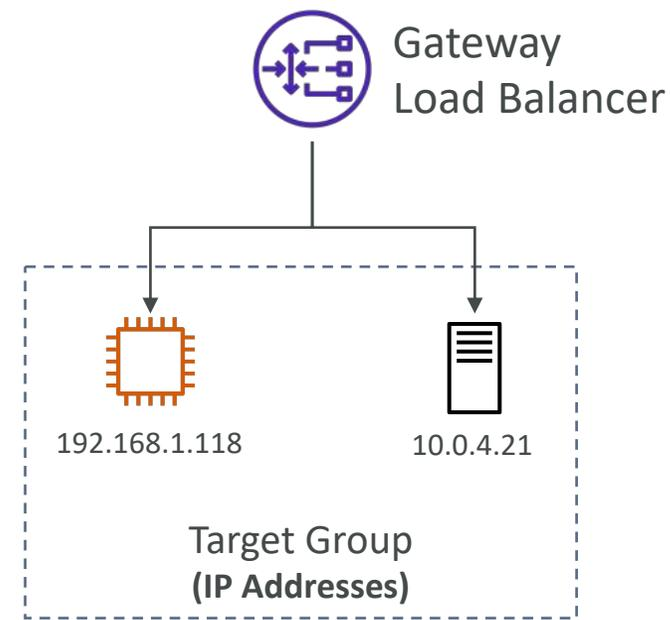 Gateway
Load Balancer
192.168.1.118
10.0.4.21
Target Group
(IP Addresses)